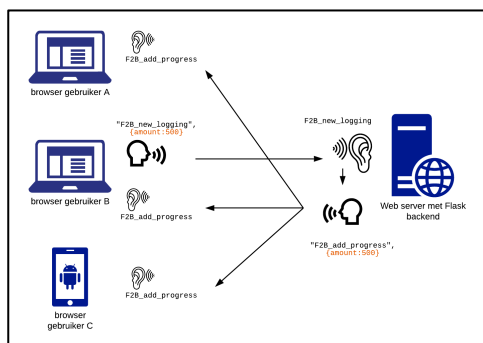 F2B_add_progress
browser gebruiker A
"F2B_new_logging",
{amount:500}
F2B_new_logging
browser gebruiker B
F2B_add_progress
Web server met Flask
backend
"F2B_add_progress",
{amount:500}
F2B_add_progress
browser
gebruiker C